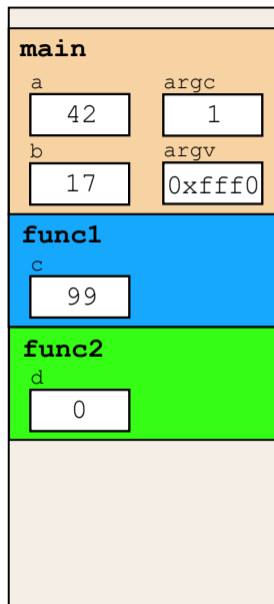 main
a argc
42 1
b argv
17 0xfff0
func1
c
99
func2
d
0